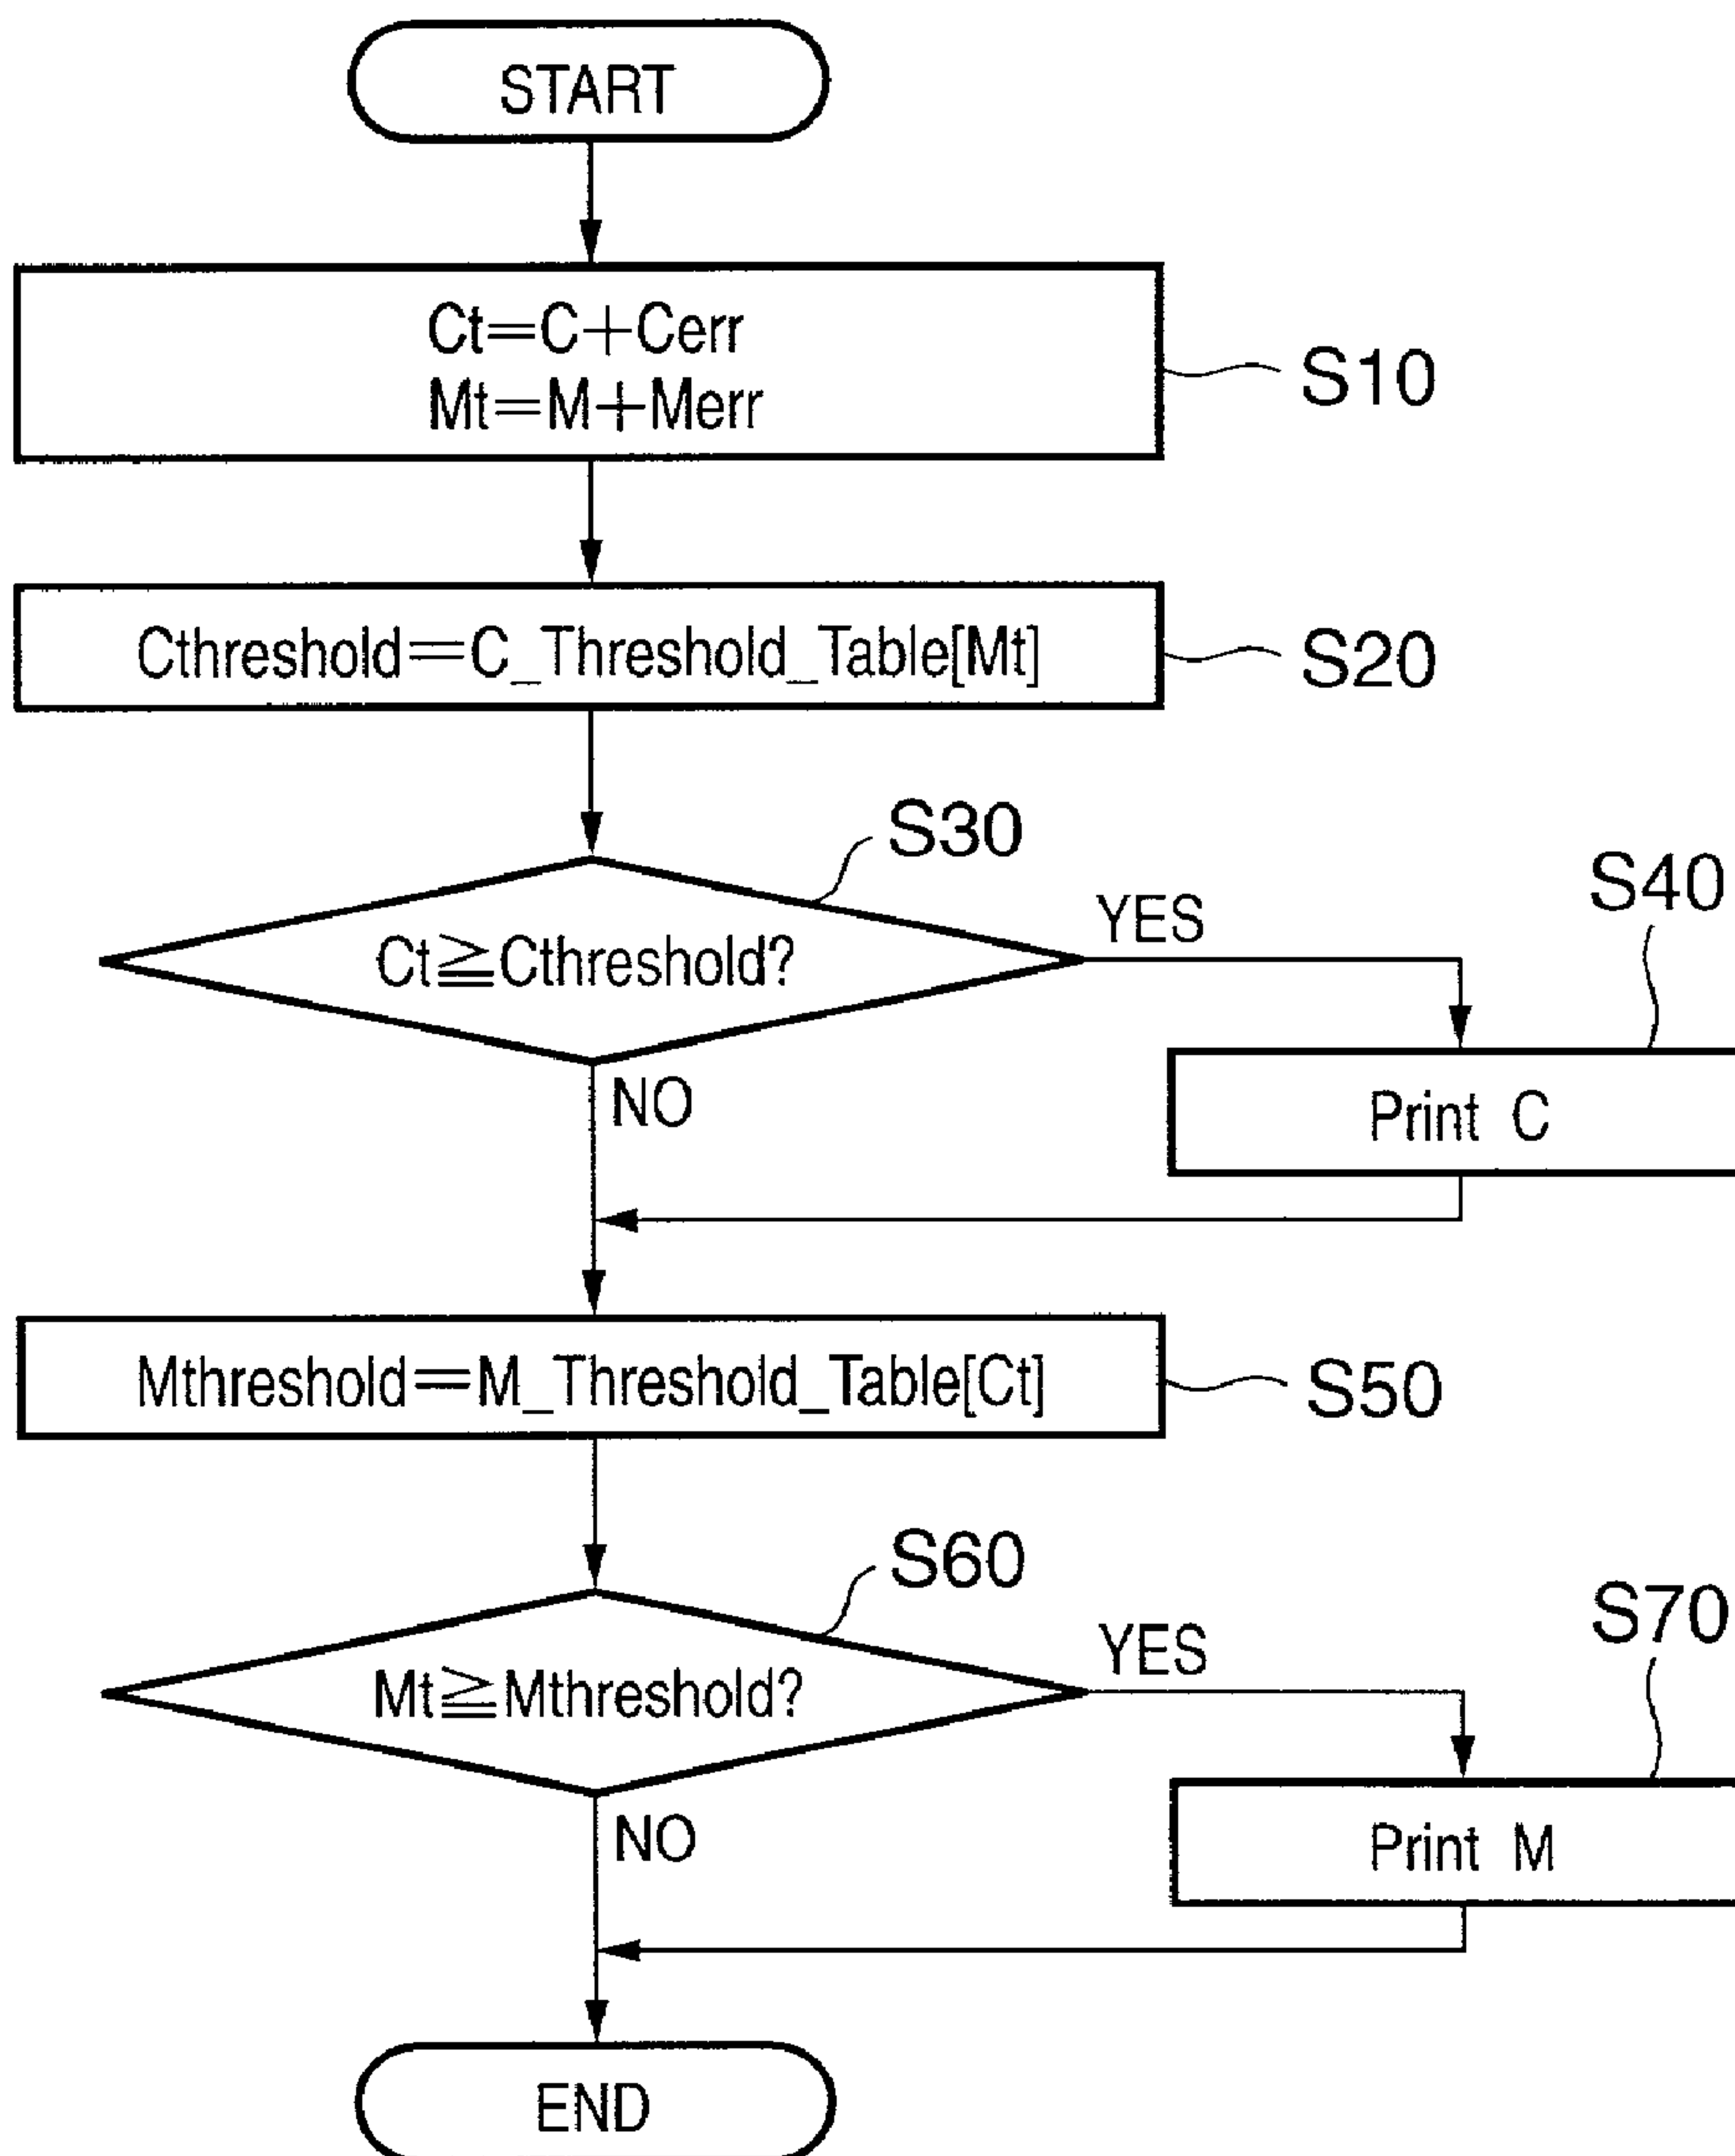 START
Ct=C+Cerr
Mt=M+Merr
S10
Cthreshold=C_Threshold_Table[Mt]
S20
S30
Ct≧Cthreshold?
YES
S40
NO
Print C
Mthreshold=M_Threshold_Table[Ct]
S50
S60
Mt≧Mthreshold?
YES
S70
NO
Print M
END